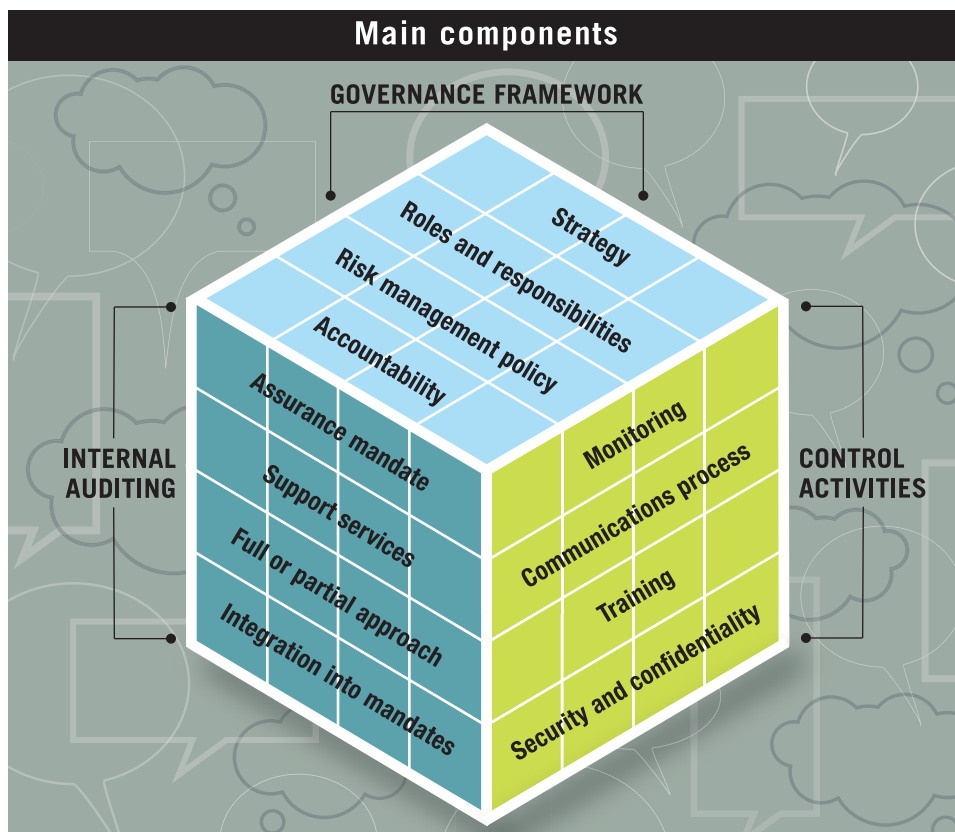 Main components
GOVERNANCE FRAMEWORK
Strategy
Roles and responsibilities
Risk management policy
Accountability
INTERNAL
AUDITING
Assurance mandate
Support services
Full or partial approach
Integration into mandates
Monitoring
Communications process
Training
Security and confidentiality
CONTROL
ACTIVITIES